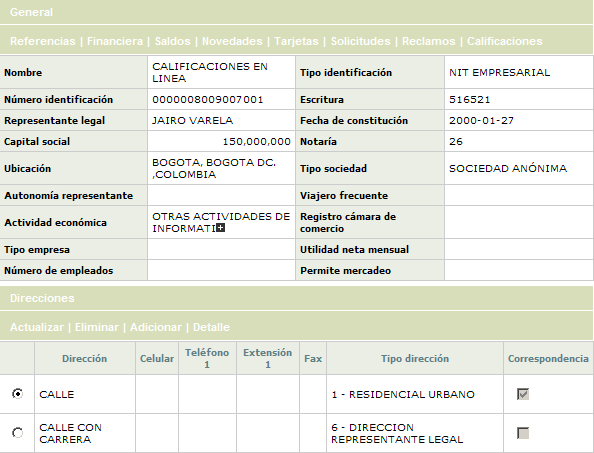 General
Referencias | Financiera | Saldos | Novedades | Tarjetas | Solicitudes | Reclamos | Calificaciones
Nombre CALIFICACIONES EN LINEA Tipo identificación NIT EMPRESARIAL
Número identificación 0000008009007001 Escritura 516521
Representante legal JAIRO VARELA Fecha de constitución 2000-01-27
Capital social 150,000,000 Notaría 26
Ubicación BOGOTA, BOGOTA DC. ,COLOMBIA Tipo sociedad SOCIEDAD ANÓNIMA
Autonomía representante Viajero frecuente
Actividad económica OTRAS ACTIVIDADES DE INFORMATI Registro cámara de comercio
Tipo empresa Utilidad neta mensual
Número de empleados Permite mercadeo
Direcciones
Actualizar | Eliminar | Adicionar | Detalle
Dirección Celular Teléfono 1 Extensión 1 Fax Tipo dirección Correspondencia
CALLE 1 - RESIDENCIAL URBANO
CALLE CON CARRERA 6 - DIRECCION REPRESENTANTE LEGAL